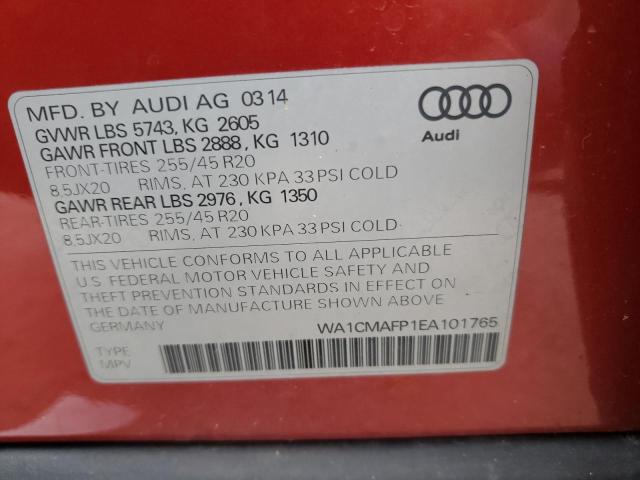 MFD. BY AUDI AG 0314
GVWR LBS 5743, KG 2605
GAWR FRONT LBS 2888, KG 1310
FRONT-TIRES 255/45 R20
8.5JX20 RIMS, AT 230 KPA 33 PSI COLD
GAWR REAR LBS 2976, KG 1350
REAR-TIRES 255/45 R20
8.5JX20 RIMS, AT 230 KPA 33 PSI COLD
Audi
THIS VEHICLE CONFORMS TO ALL APPLICABLE
U.S. FEDERAL MOTOR VEHICLE SAFETY AND
THEFT PREVENTION STANDARDS IN EFFECT ON
THE DATE OF MANUFACTURE SHOWN ABOVE.
GERMANY WA1CMAFP1EA101765
TYPE
MPV